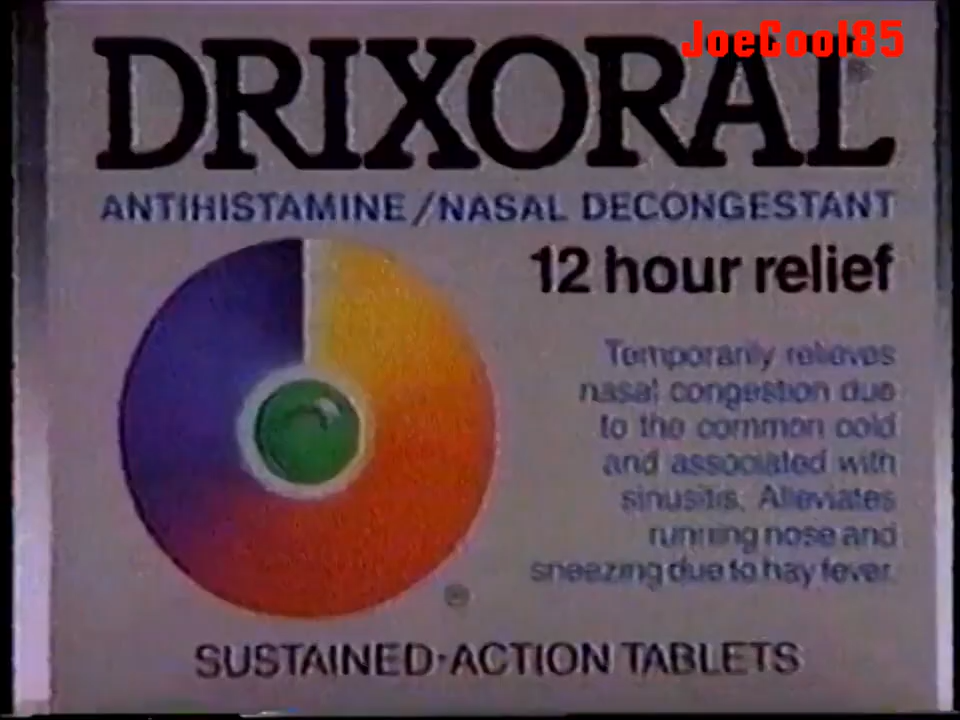 JoeCool85
DRIXORAL
ANTIHISTAMINE/NASAL DECONGESTANT
12 hour relief
Temporarily relieves
nasal congestion due
to the common cold
and associated with
sinusitis. Alleviates
running nose and
sneezing due to hay fever.
®
SUSTAINED·ACTION TABLETS